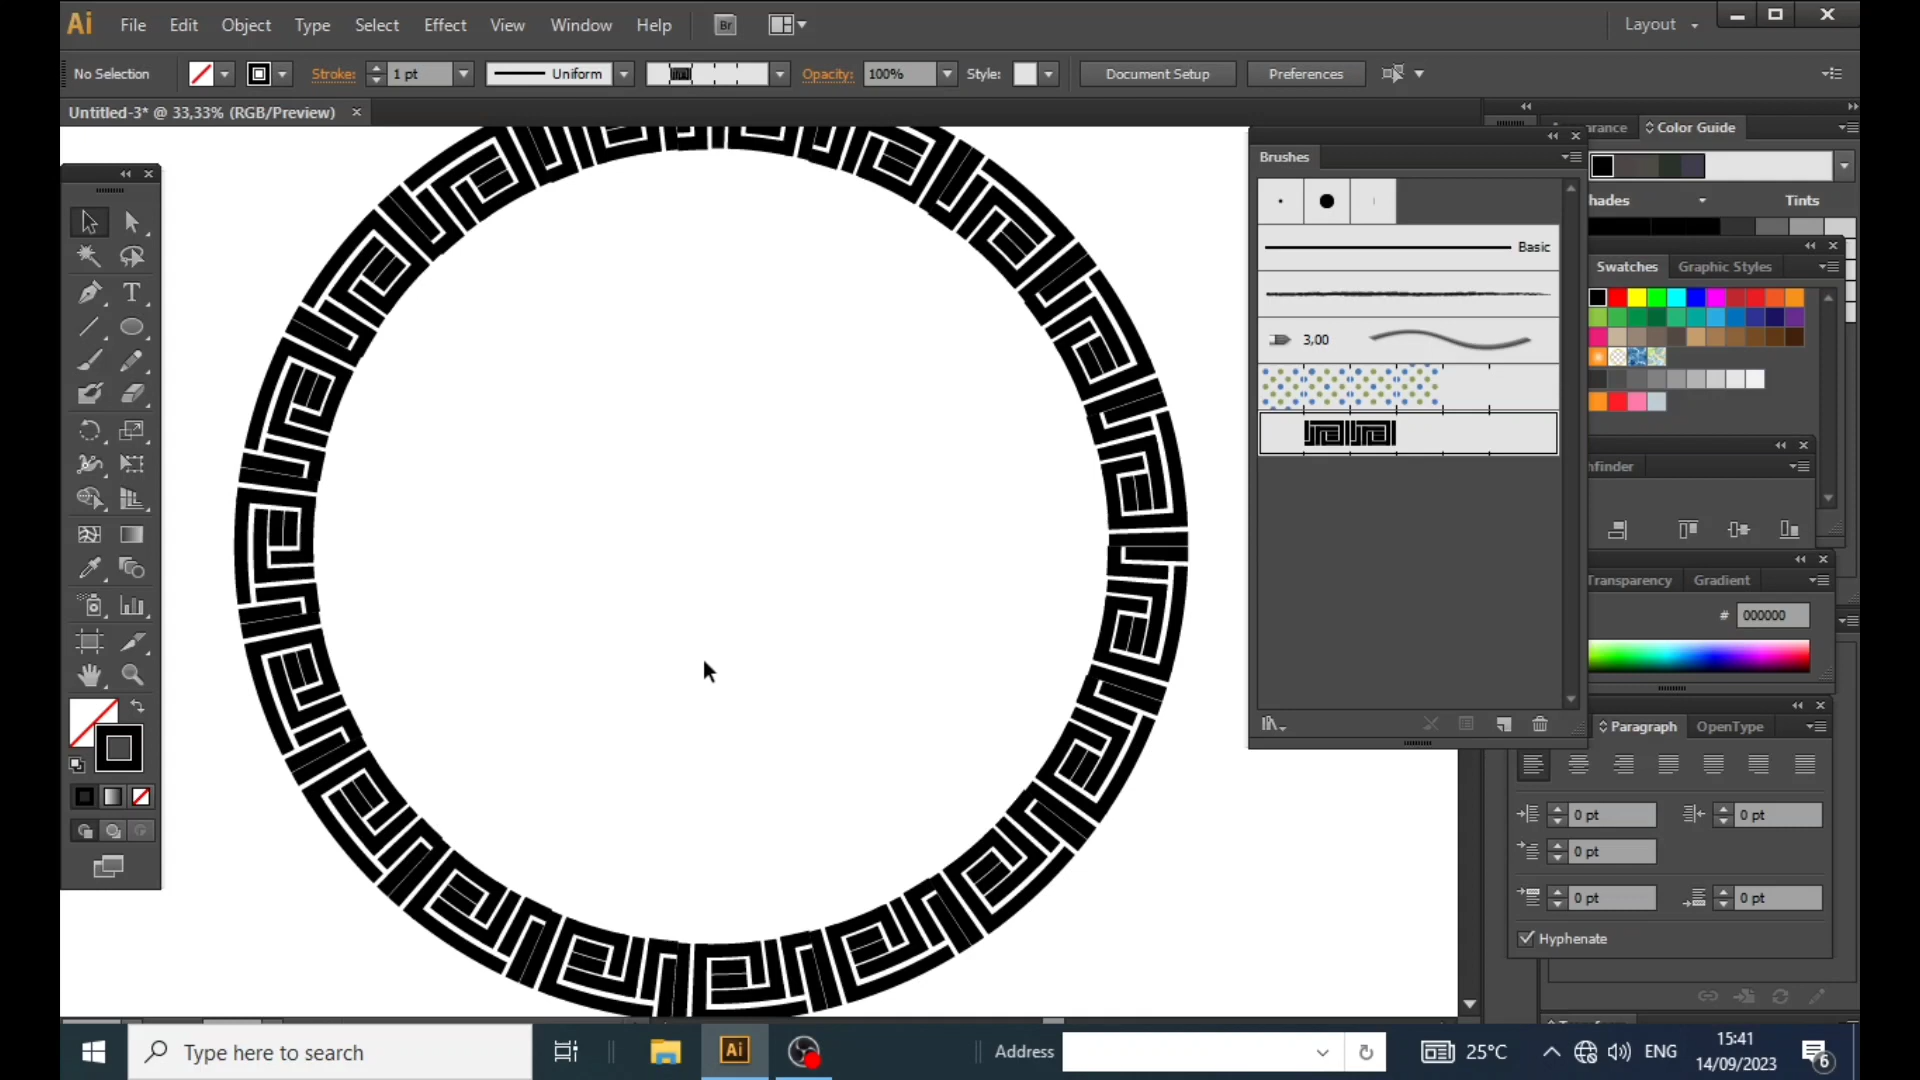 Ai File Edit Object Type Select Effect View Window Help Br Layout
No Selection Stroke: 1 pt Uniform Opacity: 100% Style: Document Setup Preferences
Untitled-3* @ 33,33% (RGB/Preview)
Color Guide
Brushes
hades Tints
Basic
Swatches Graphic Styles
3,00
finder
Transparency Gradient
# 000000
Paragraph OpenType
0 pt 0 pt
0 pt
0 pt 0 pt
Hyphenate
Type here to search Ai Address 25°C ENG 15:41
14/09/2023 6